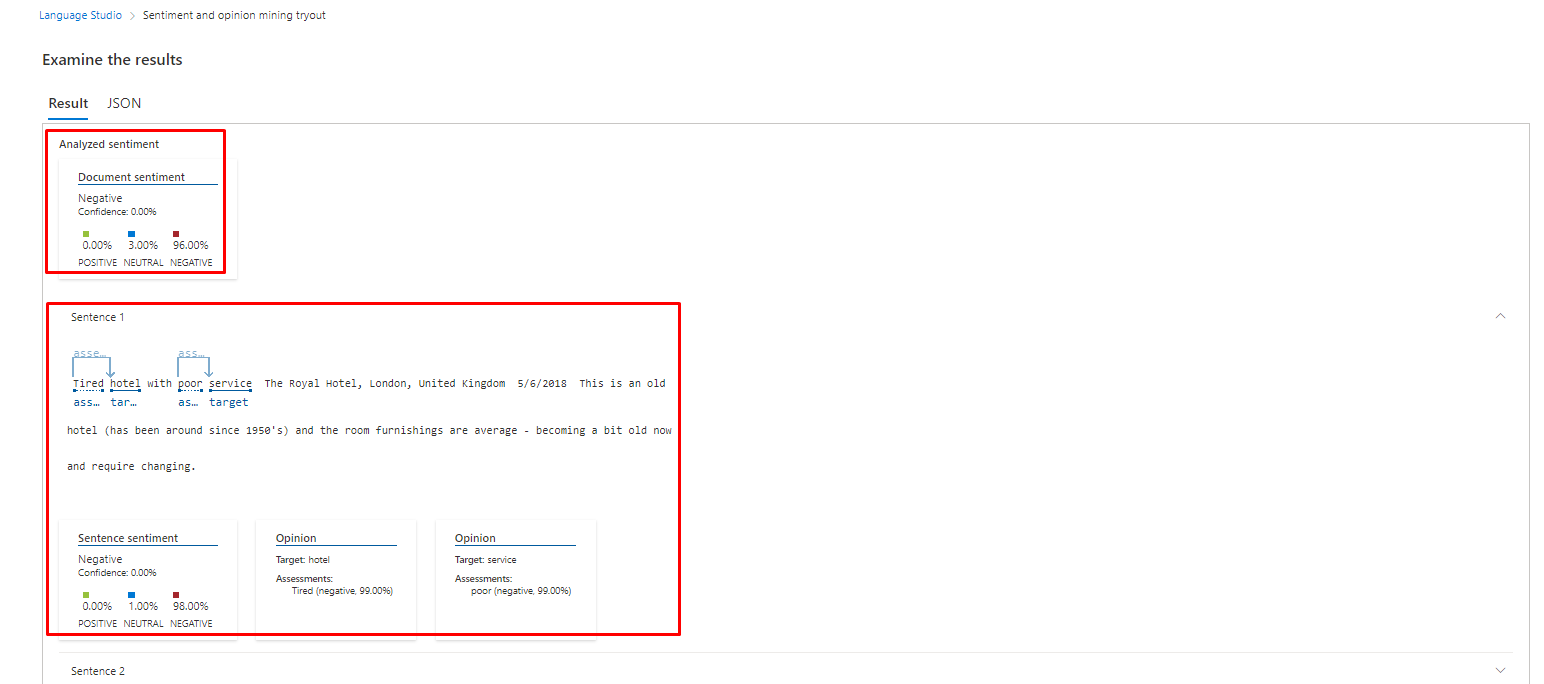 Language Studio > Sentiment and opinion mining tryout
Examine the results
Result JSON
Analyzed sentiment
Document sentiment
Negative
Confidence: 0.00%
0.00% 3.00% 96.00%
POSITIVE NEUTRAL NEGATIVE
Sentence 1
asse... ass...
Tired hotel with poor service The Royal Hotel, London, United Kingdom 5/6/2018 This is an old
ass... tar... as... target
hotel (has been around since 1950's) and the room furnishings are average - becoming a bit old now
and require changing.
Sentence sentiment
Negative
Confidence: 0.00%
0.00% 1.00% 98.00%
POSITIVE NEUTRAL NEGATIVE
Opinion
Target: hotel
Assessments:
Tired (negative, 99.00%)
Opinion
Target: service
Assessments:
poor (negative, 99.00%)
Sentence 2